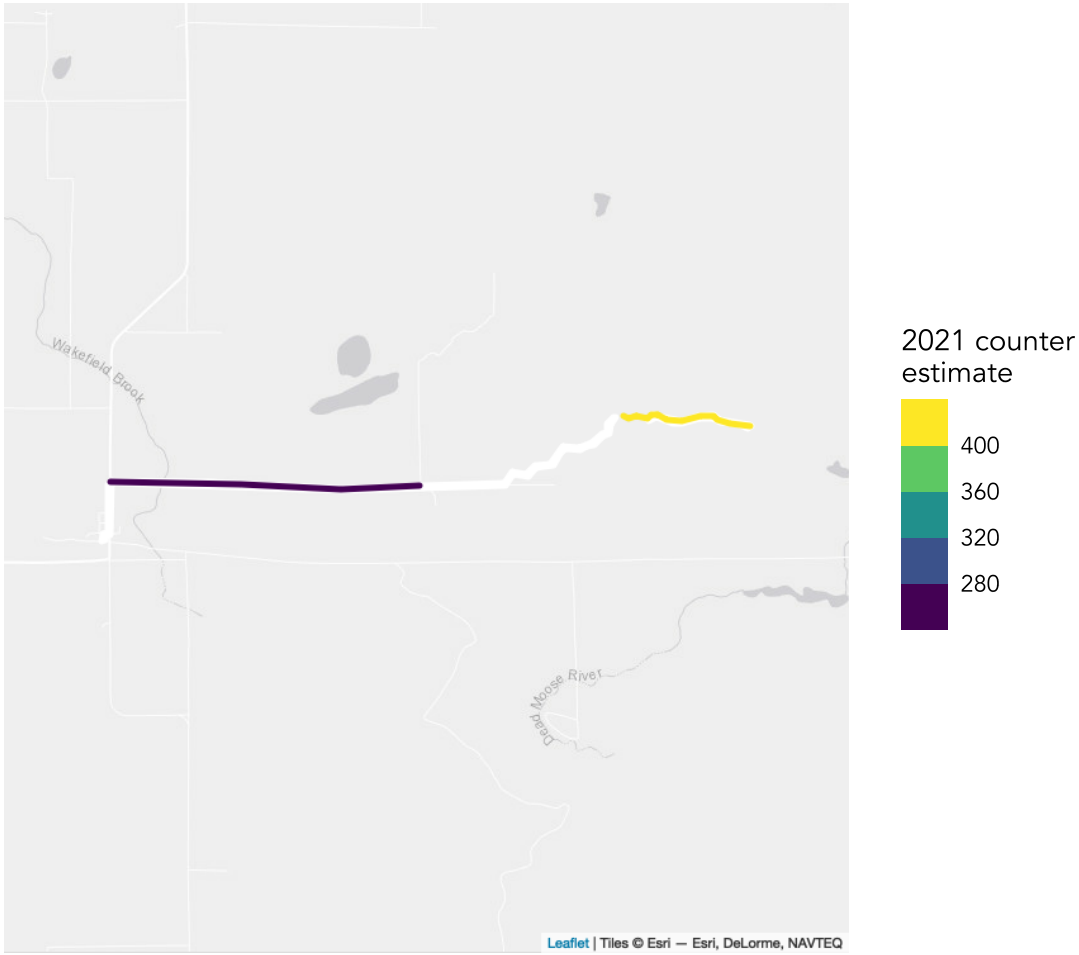 Wakefield Brook
2021 counter
estimate
400
360
320
280
Dead Moose River
Leaflet | Tiles © Esri — Esri, DeLorme, NAVTEQ